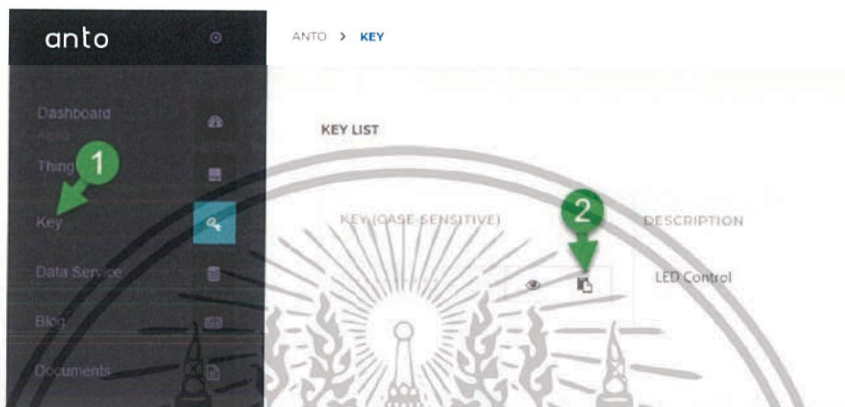 anto
ANTO > KEY
Dashboard
Alpha
KEY LIST
Thing
1
Key
KEY (CASE-SENSITIVE)
2
DESCRIPTION
Data Service
LED Control
Blog
Documents